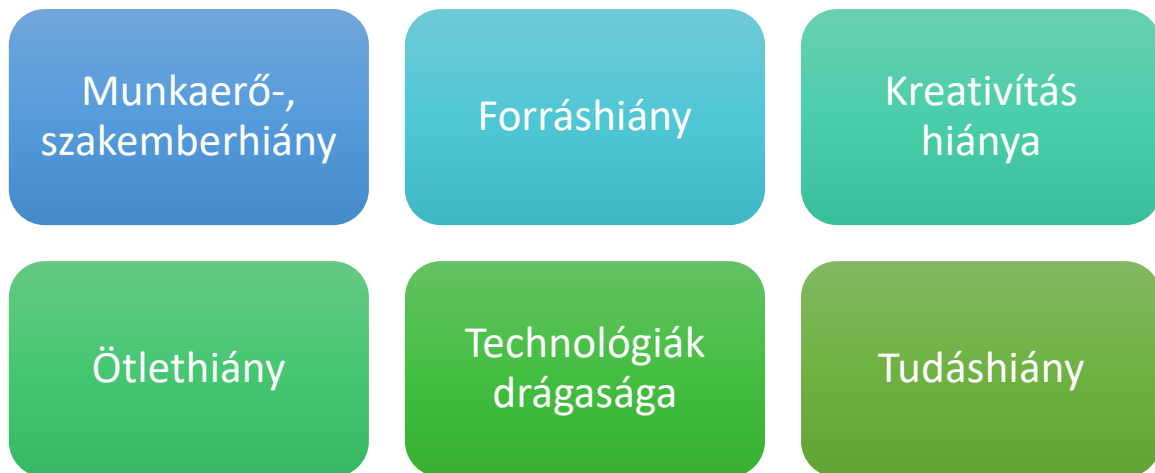 Munkaerő-,
szakemberhiány
Forráshiány
Kreativítás
hiánya
Ötlethiány
Technológiák
drágasága
Tudáshiány